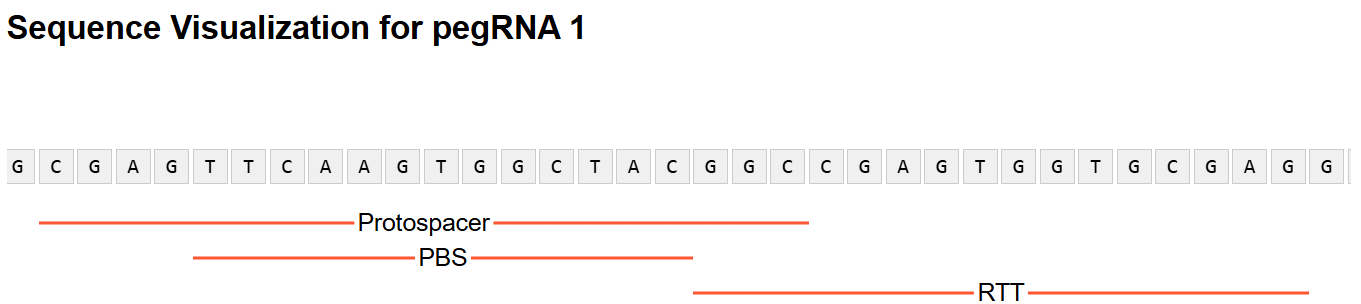 Sequence Visualization for pegRNA 1
G C G A G T T C A A G T G G C T A C G G C C G A G T G G T G C G A G G
Protospacer
PBS
RTT